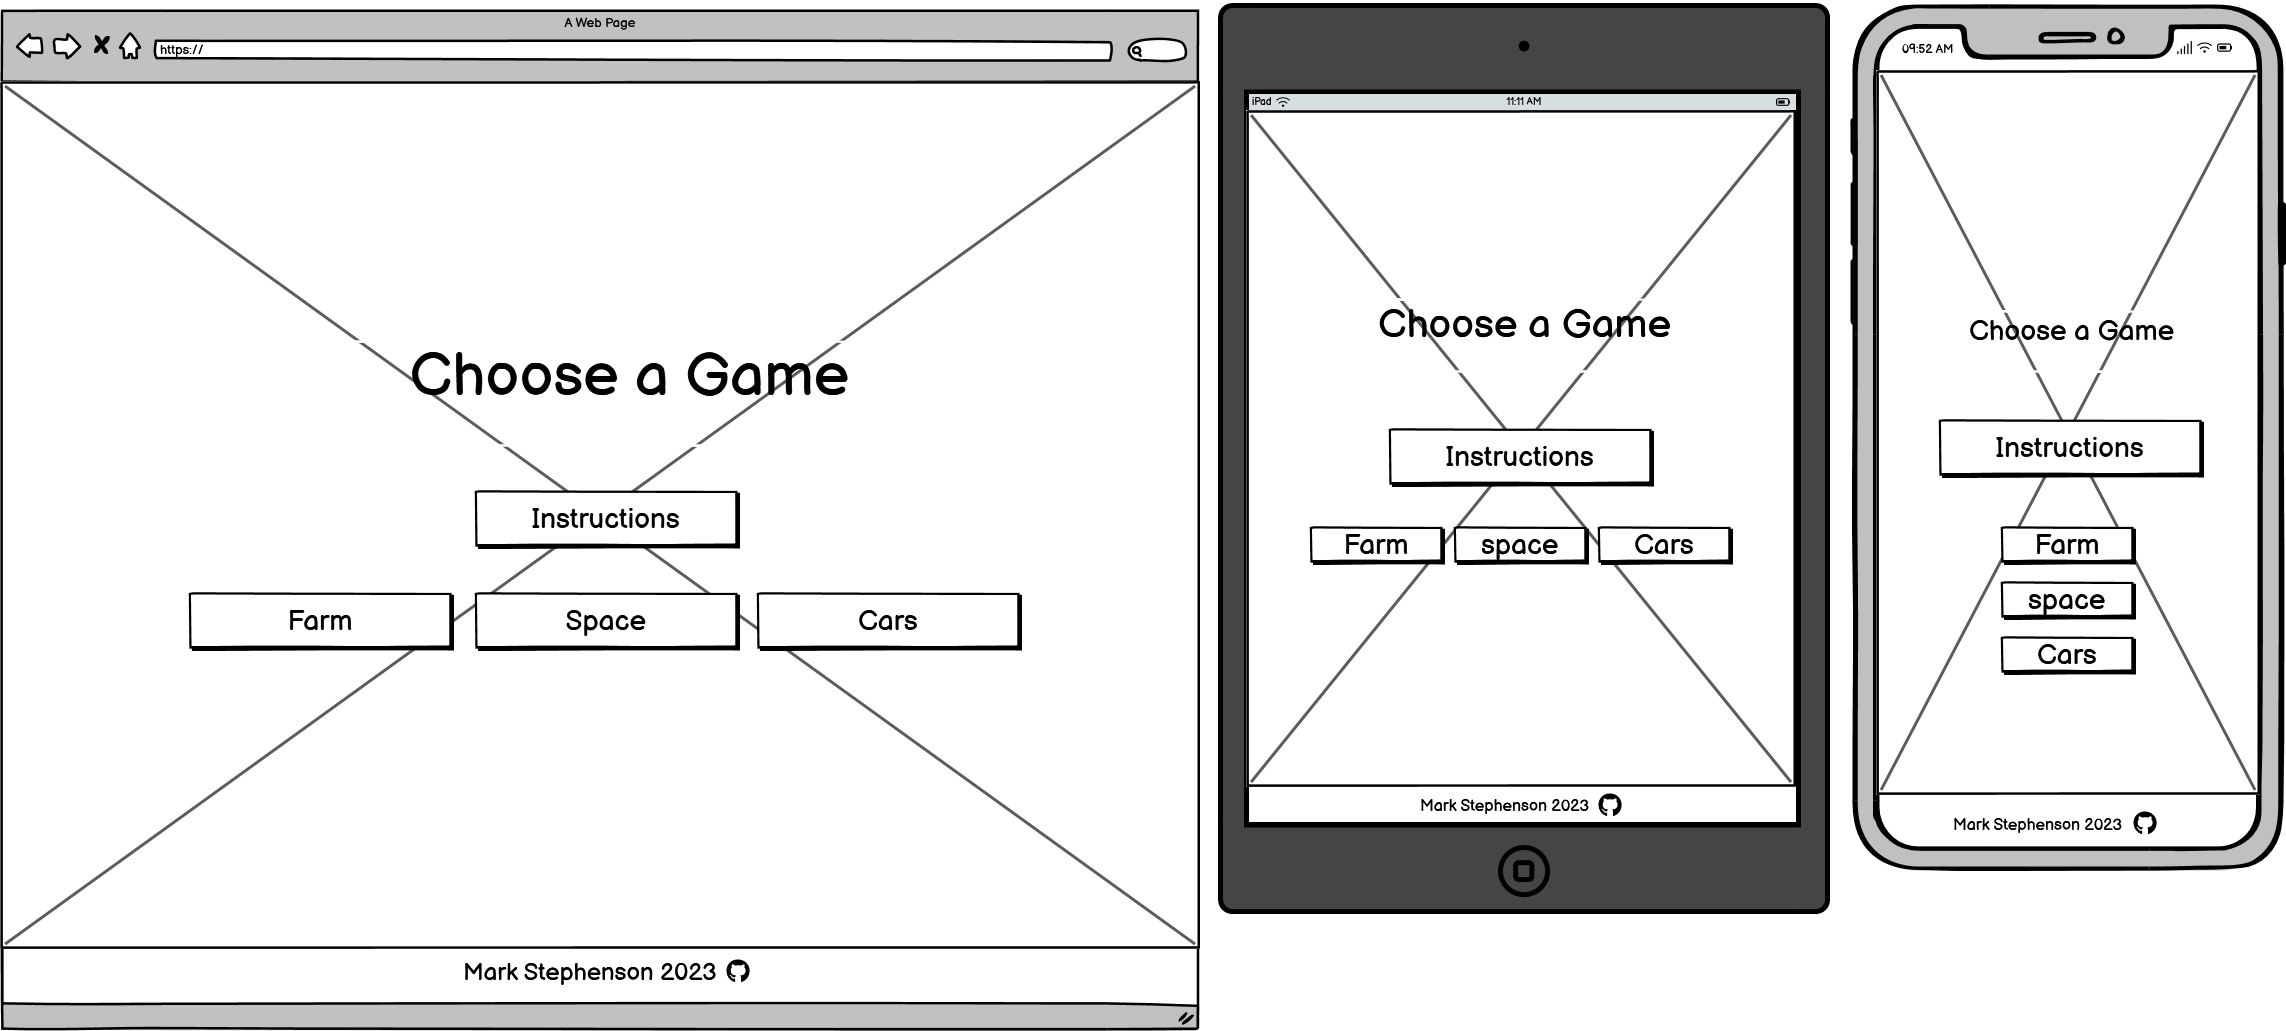 A Web Page
https://
Choose a Game
Instructions
Farm Space Cars
Mark Stephenson 2023
iPad 11:11 AM
Choose a Game
Instructions
Farm space Cars
Mark Stephenson 2023
09:52 AM
Choose a Game
Instructions
Farm
space
Cars
Mark Stephenson 2023